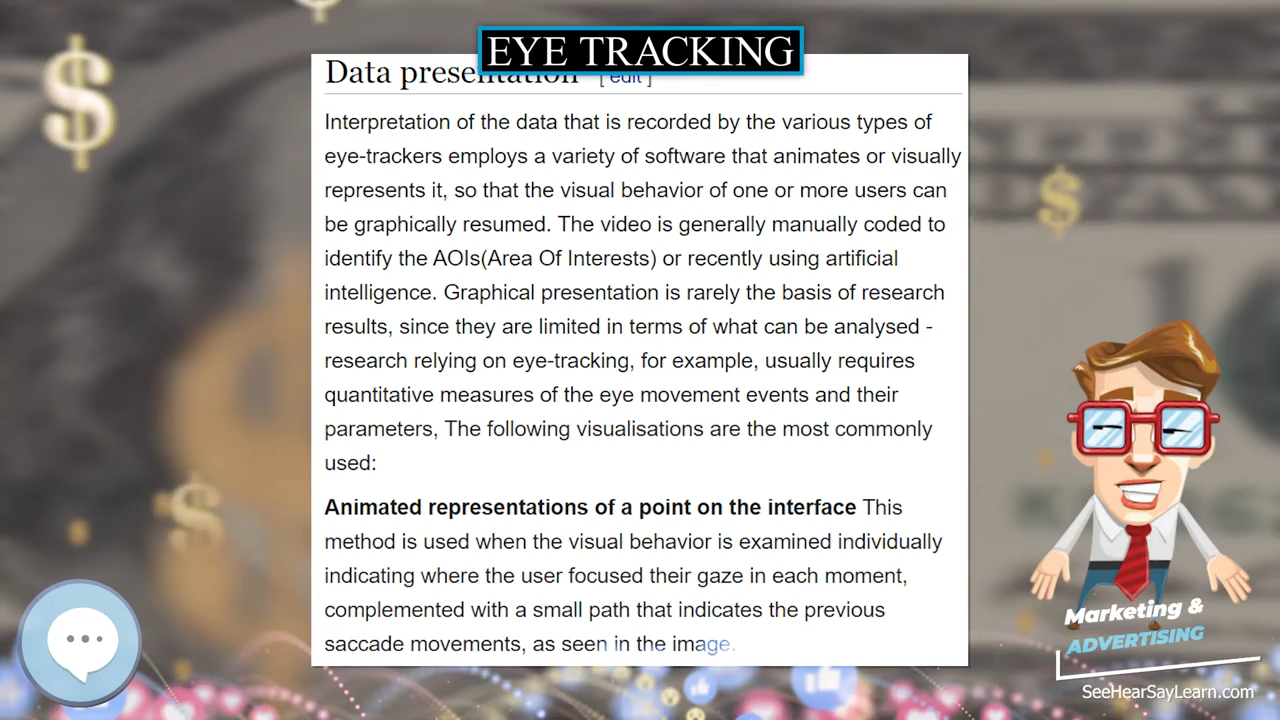 EYE TRACKING
Data presentation [ edit ]
Interpretation of the data that is recorded by the various types of
eye-trackers employs a variety of software that animates or visually
represents it, so that the visual behavior of one or more users can
be graphically resumed. The video is generally manually coded to
identify the AOIs(Area Of Interests) or recently using artificial
intelligence. Graphical presentation is rarely the basis of research
results, since they are limited in terms of what can be analysed -
research relying on eye-tracking, for example, usually requires
quantitative measures of the eye movement events and their
parameters, The following visualisations are the most commonly
used:
Animated representations of a point on the interface This
method is used when the visual behavior is examined individually
indicating where the user focused their gaze in each moment,
complemented with a small path that indicates the previous
saccade movements, as seen in the image.
Marketing &
ADVERTISING
SeeHearSayLearn.com